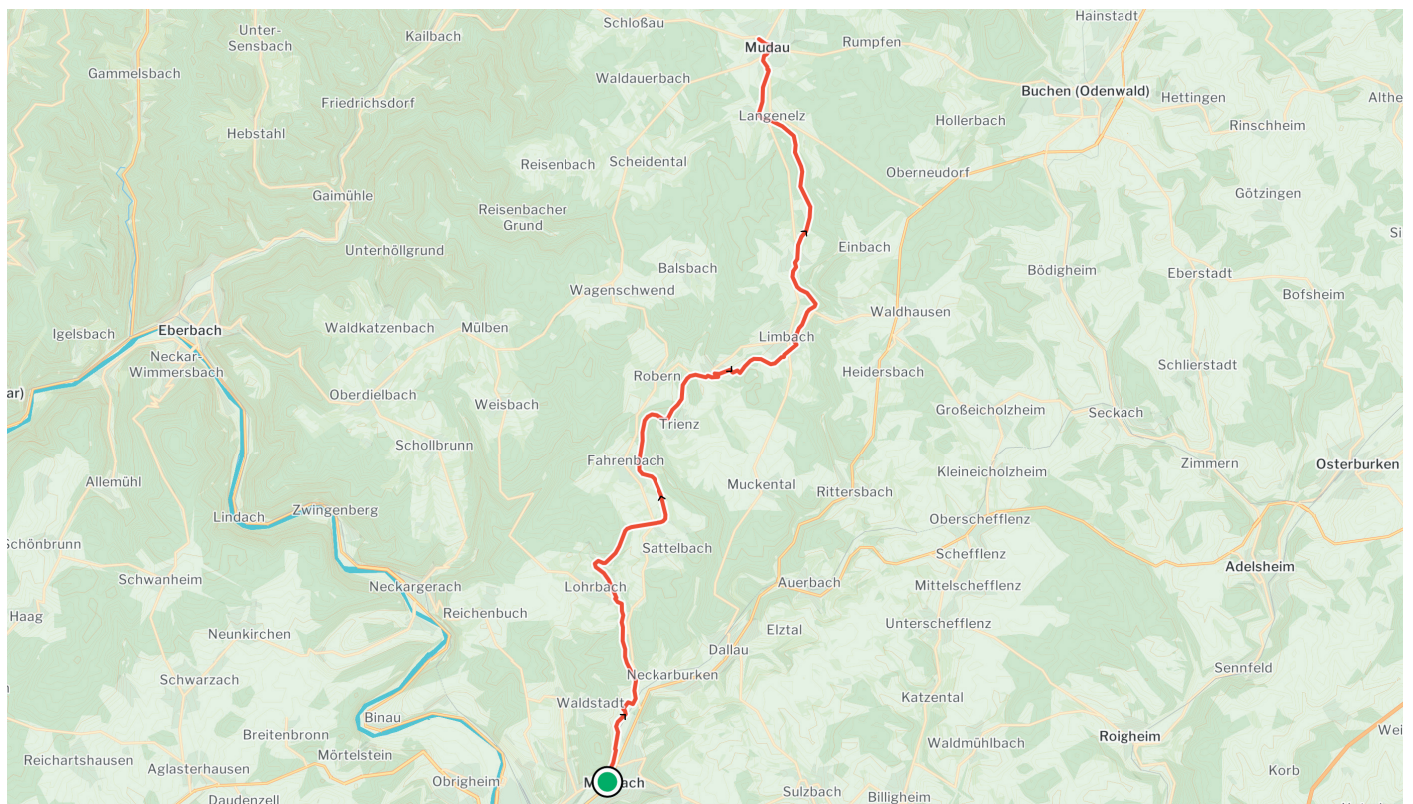 Schloßau
Hainstadt
Unter-
Sensbach
Kailbach
Mudau
Rumpfen
Gammelsbach
Waldauerbach
Buchen (Odenwald)
Hettingen
Friedrichsdorf
Langenelz
Hollerbach
Rinschheim
Hebstahl
Reisenbach
Scheidental
Oberneudorf
Gaimühle
Götzingen
Reisenbacher
Grund
Unterhöllgrund
Einbach
Balsbach
Bödigheim
Eberstadt
Wagenschwend
Bofsheim
Waldhausen
Igelsbach
Eberbach
Waldkatzenbach
Mülben
Limbach
Neckar-
Wimmersbach
Schlierstadt
Robern
Heidersbach
ar)
Oberdielbach
Weisbach
Großeicholzheim
Seckach
Trienz
Schollbrunn
Fahrenbach
Zimmern
Osterburken
Kleineicholzheim
Allemühl
Muckental
Rittersbach
Zwingenberg
Lindach
Oberschefflenz
Schönbrunn
Sattelbach
Schefflenz
Adelsheim
Schwanheim
Neckargerach
Lohrbach
Auerbach
Mittelschefflenz
Haag
Reichenbuch
Unterschefflenz
Neunkirchen
Elztal
Dallau
Sennfeld
Schwarzach
Neckarburken
Katzental
Waldstadt
Binau
Breitenbronn
Roigheim
Waldmühlbach
Mörtelstein
Reichartshausen
Aglasterhausen
Korb
Obrigheim
Sulzbach
Billigheim
Daudenzell